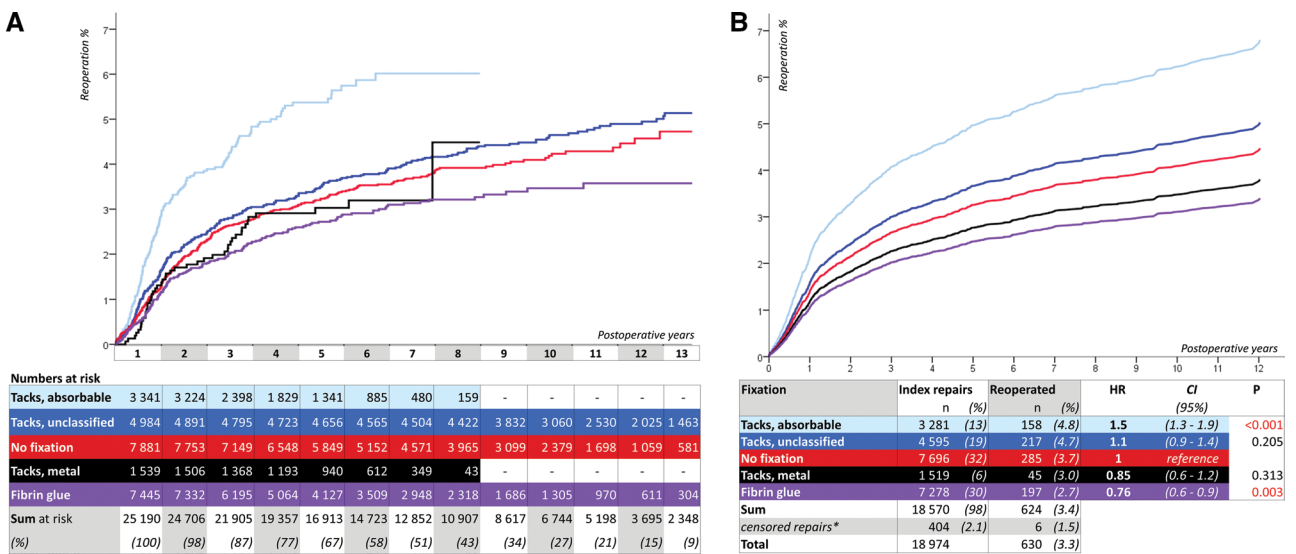 A
Reoperation %
7
6
5
4
3
2
1
0
Postoperative years
1 2 3 4 5 6 7 8 9 10 11 12 13
Numbers at risk
Tacks, absorbable 3 341 3 224 2 398 1 829 1 341 885 480 159 - - - - -
Tacks, unclassified 4 984 4 891 4 795 4 723 4 656 4 565 4 504 4 422 3 832 3 060 2 530 2 025 1 463
No fixation 7 881 7 753 7 149 6 548 5 849 5 152 4 571 3 965 3 099 2 379 1 698 1 059 581
Tacks, metal 1 539 1 506 1 368 1 193 940 612 349 43 - - - - -
Fibrin glue 7 445 7 332 6 195 5 064 4 127 3 509 2 948 2 318 1 686 1 305 970 611 304
Sum at risk 25 190 24 706 21 905 19 357 16 913 14 723 12 852 10 907 8 617 6 744 5 198 3 695 2 348
(%) (100) (98) (87) (77) (67) (58) (51) (43) (34) (27) (21) (15) (9)
B
Reoperation %
7
6
5
4
3
2
1
0
Postoperative years
0 1 2 3 4 5 6 7 8 9 10 11 12
Fixation Index repairs Reoperated HR CI P
n (%) n (%) (95%)
Tacks, absorbable 3 281 (13) 158 (4.8) 1.5 (1.3 - 1.9) <0.001
Tacks, unclassified 4 595 (19) 217 (4.7) 1.1 (0.9 - 1.4) 0.205
No fixation 7 696 (32) 285 (3.7) 1 reference
Tacks, metal 1 519 (6) 45 (3.0) 0.85 (0.6 - 1.2) 0.313
Fibrin glue 7 278 (30) 197 (2.7) 0.76 (0.6 - 0.9) 0.003
Sum 18 570 (98) 624 (3.4)
censored repairs* 404 (2.1) 6 (1.5)
Total 18 974 630 (3.3)